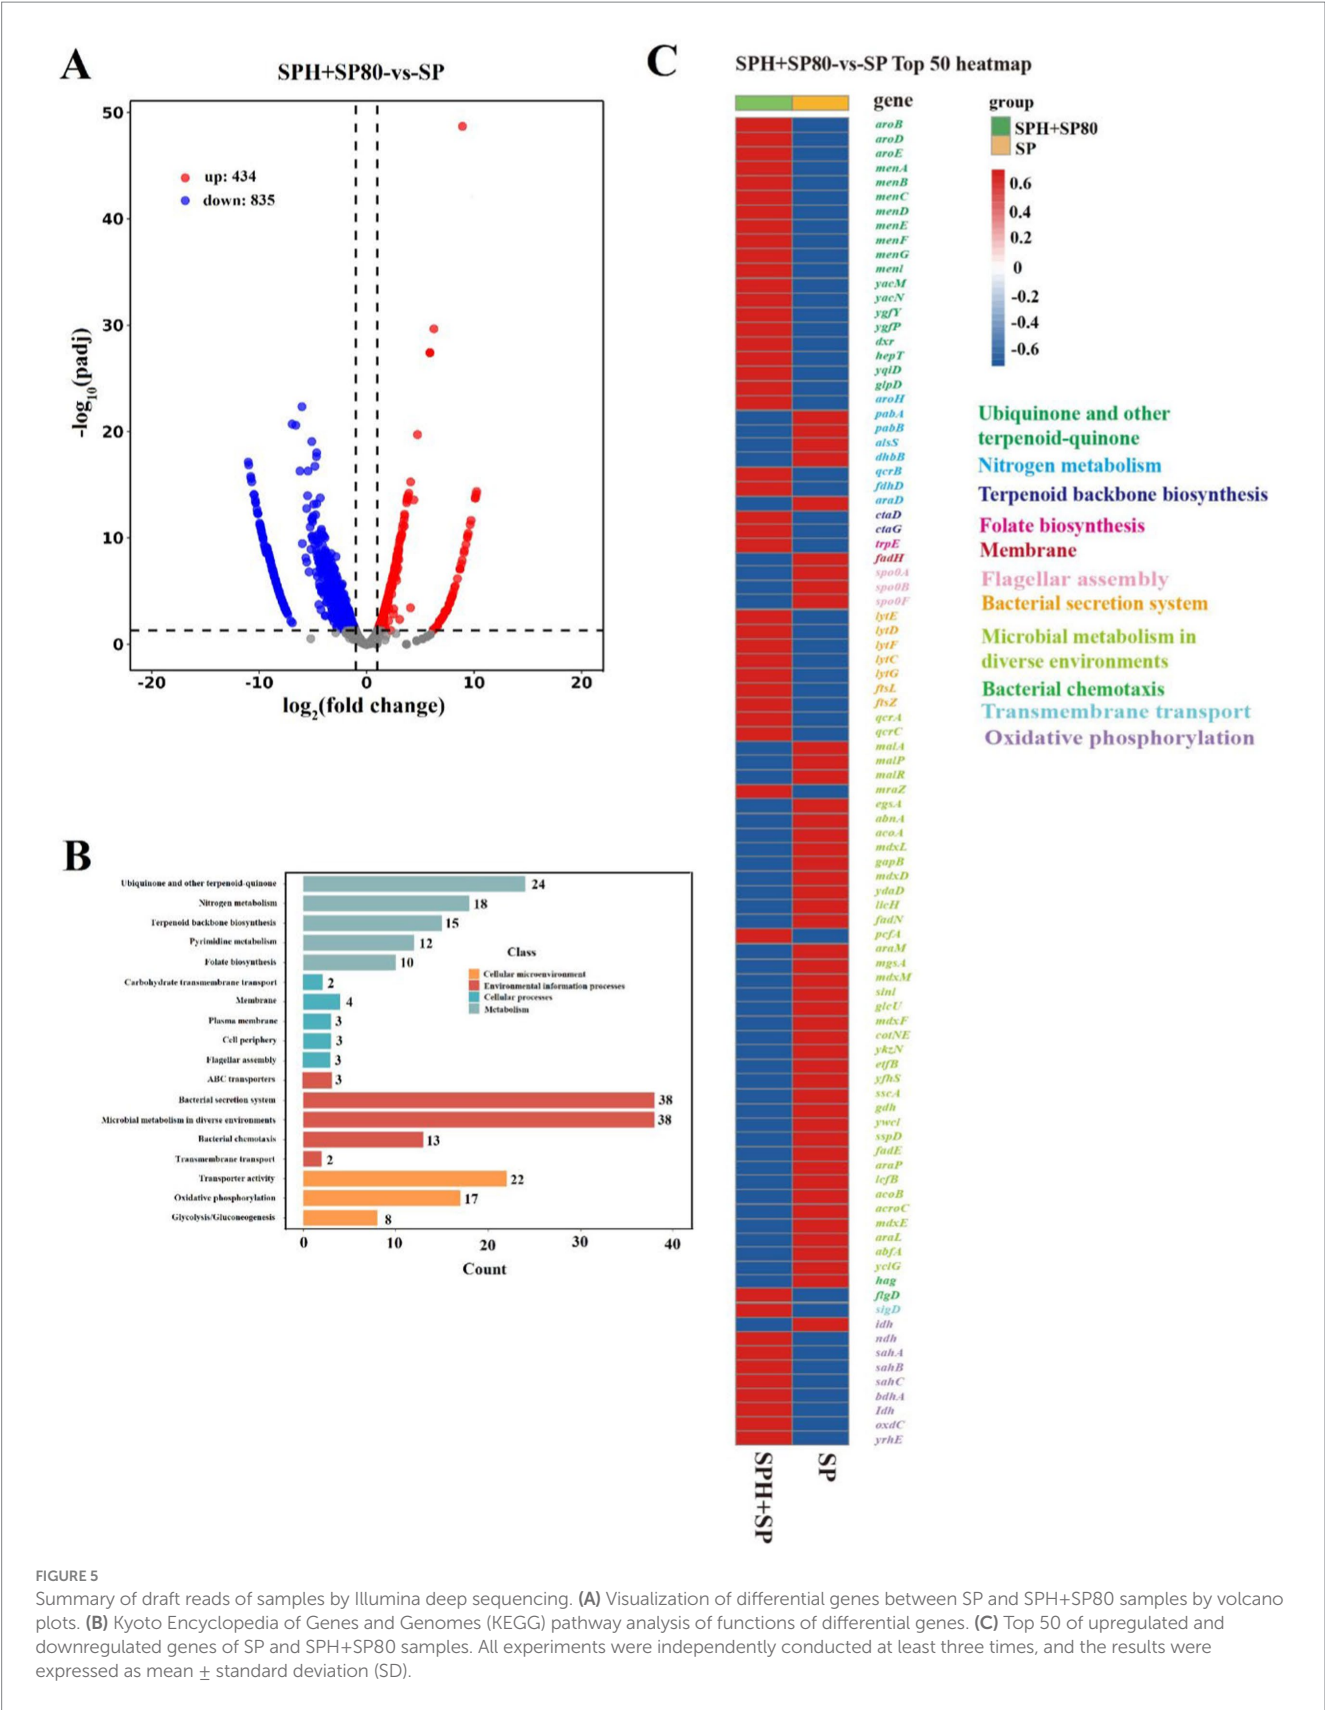 A
SPH+SP80-vs-SP
50
40
30
20
10
0
up: 434
down: 835
-log10(padj)
-20
-10
0
10
20
log2(fold change)
B
Ubiquinone and other terpenoid-quinone
24
Nitrogen metabolism
18
Terpenoid backbone biosynthesis
15
Pyrimidine metabolism
12
Folate biosynthesis
10
Carbohydrate transmembrane transport
2
Membrane
4
Plasma membrane
3
Cell periphery
3
Flagellar assembly
3
ABC transporters
3
Bacterial secretion system
38
Microbial metabolism in diverse environments
38
Bacterial chemotaxis
13
Transmembrane transport
2
Transporter activity
22
Oxidative phosphorylation
17
Glycolysis/Gluconeogenesis
8
Class
Cellular microenvironment
Environmental information processes
Cellular processes
Metabolism
0
10
20
30
40
Count
C
SPH+SP80-vs-SP Top 50 heatmap
gene
aroB
aroD
aroE
menA
menB
menC
menD
menE
menF
menG
menI
yacM
yacN
ygfY
ygfP
dxr
hepT
yqiD
glpD
aroH
pabA
pabB
alsS
dhbB
qcrB
fdhD
araD
ctaD
ctaG
trpE
fadH
spo0A
spo0B
spo0F
lytE
lytD
lytF
lytC
lytG
ftsL
ftsZ
qcrA
qcrC
malA
malP
malR
mraZ
egsA
abnA
acoA
mdxL
gapB
mdxD
ydaD
licH
fadN
pcfA
araM
mgsA
mdxM
sinI
glcU
mdxF
cotNE
ykzN
etfB
yfhS
sscA
gdh
ywcI
sspD
fadE
araP
lcfB
acoB
acroC
mdxE
araL
abfA
yciG
hag
flgD
sigD
idh
ndh
sahA
sahB
sahC
bdhA
ldh
oxdC
yrhE
SPH+SP
SP
group
SPH+SP80
SP
0.6
0.4
0.2
0
-0.2
-0.4
-0.6
Ubiquinone and other
terpenoid-quinone
Nitrogen metabolism
Terpenoid backbone biosynthesis
Folate biosynthesis
Membrane
Flagellar assembly
Bacterial secretion system
Microbial metabolism in
diverse environments
Bacterial chemotaxis
Transmembrane transport
Oxidative phosphorylation
FIGURE 5
Summary of draft reads of samples by Illumina deep sequencing. (A) Visualization of differential genes between SP and SPH+SP80 samples by volcano
plots. (B) Kyoto Encyclopedia of Genes and Genomes (KEGG) pathway analysis of functions of differential genes. (C) Top 50 of upregulated and
downregulated genes of SP and SPH+SP80 samples. All experiments were independently conducted at least three times, and the results were
expressed as mean ± standard deviation (SD).